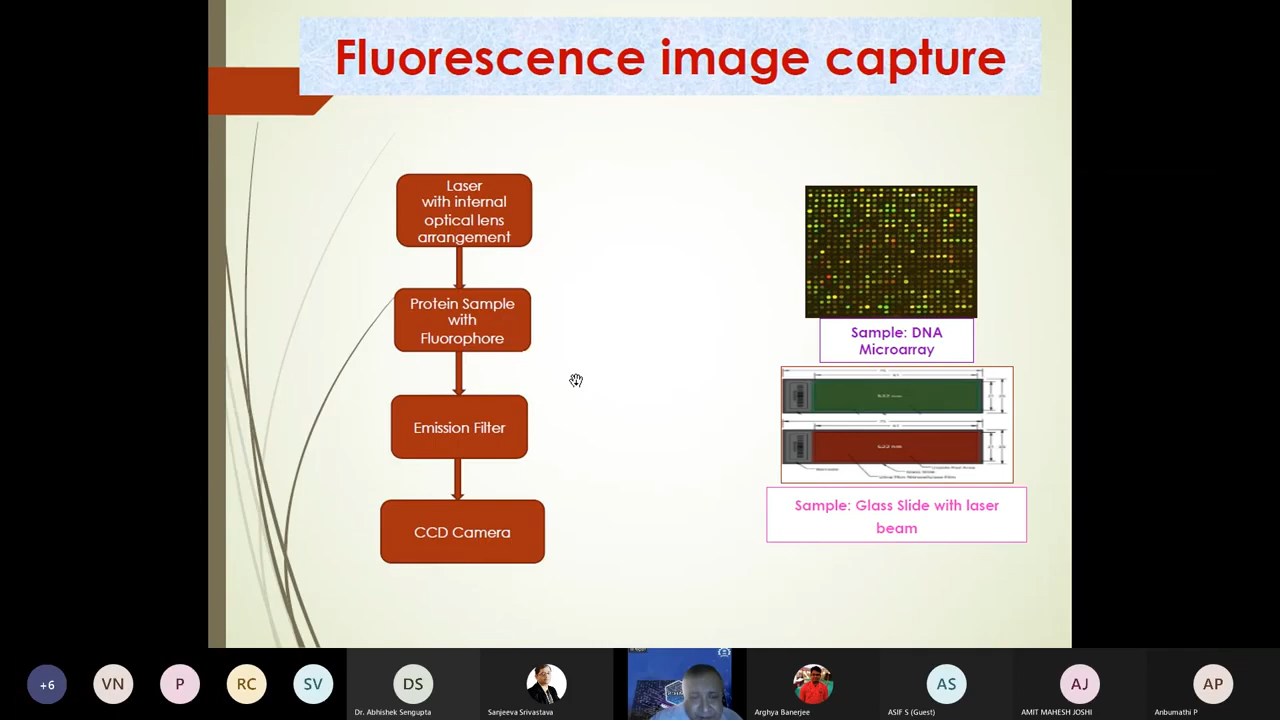 Fluorescence image capture
Laser
with internal
optical lens
arrangement
Protein Sample
with
Fluorophore
Emission Filter
CCD Camera
Sample: DNA
Microarray
Sample: Glass Slide with laser
beam
+6
VN
P
RC
SV
DS
AS
AJ
AP
Dr. Abhishek Sengupta
Sanjeeva Srivastava
Arghya Banerjee
ASIF S (Guest)
AMIT MAHESH JOSHI
Anbumathi P